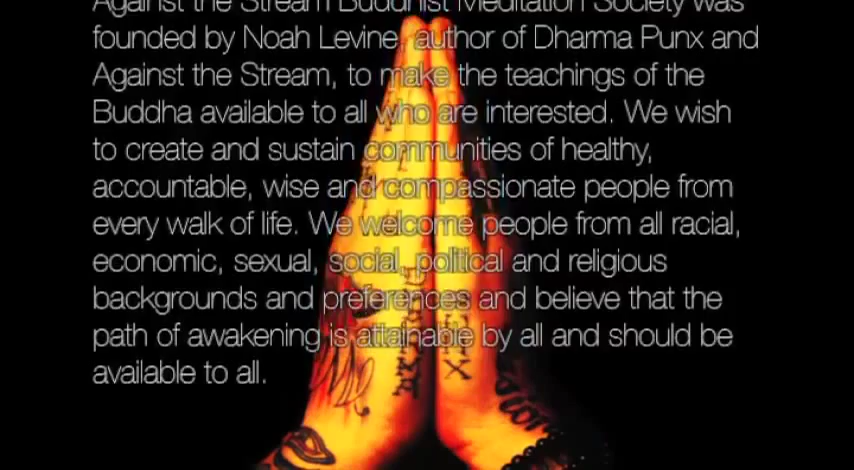 Against the Stream Buddhist Meditation Society was
founded by Noah Levine, author of Dharma Punx and
Against the Stream, to make the teachings of the
Buddha available to all who are interested. We wish
to create and sustain communities of healthy,
accountable, wise and compassionate people from
every walk of life. We welcome people from all racial,
economic, sexual, social, political and religious
backgrounds and preferences and believe that the
path of awakening is attainable by all and should be
available to all.